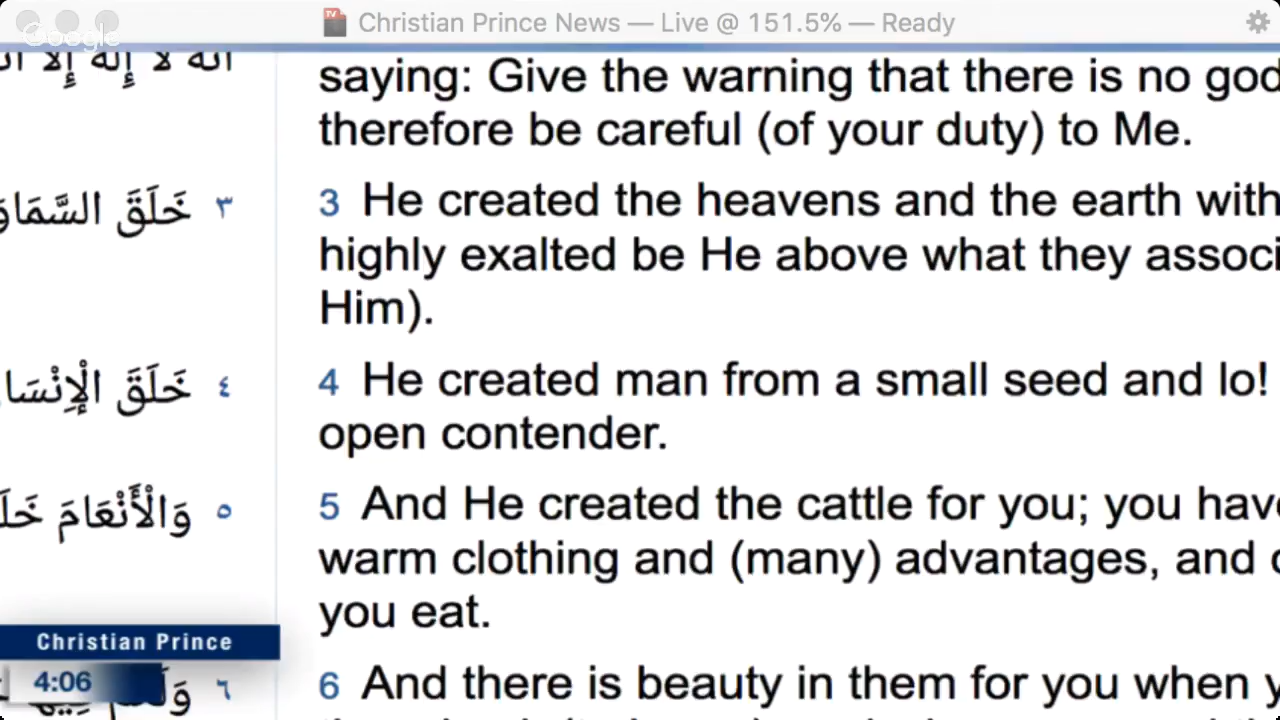 Google
Christian Prince News — Live @ 151.5% — Ready
saying: Give the warning that there is no god
therefore be careful (of your duty) to Me.
٣ خَلَقَ
3 He created the heavens and the earth with
highly exalted be He above what they associ
Him).
٤ خَلَقَ
4 He created man from a small seed and lo!
open contender.
٥ وَالْأَنْعَامَ
5 And He created the cattle for you; you have
warm clothing and (many) advantages, and
you eat.
٦
6 And there is beauty in them for you when
Christian Prince
4:06